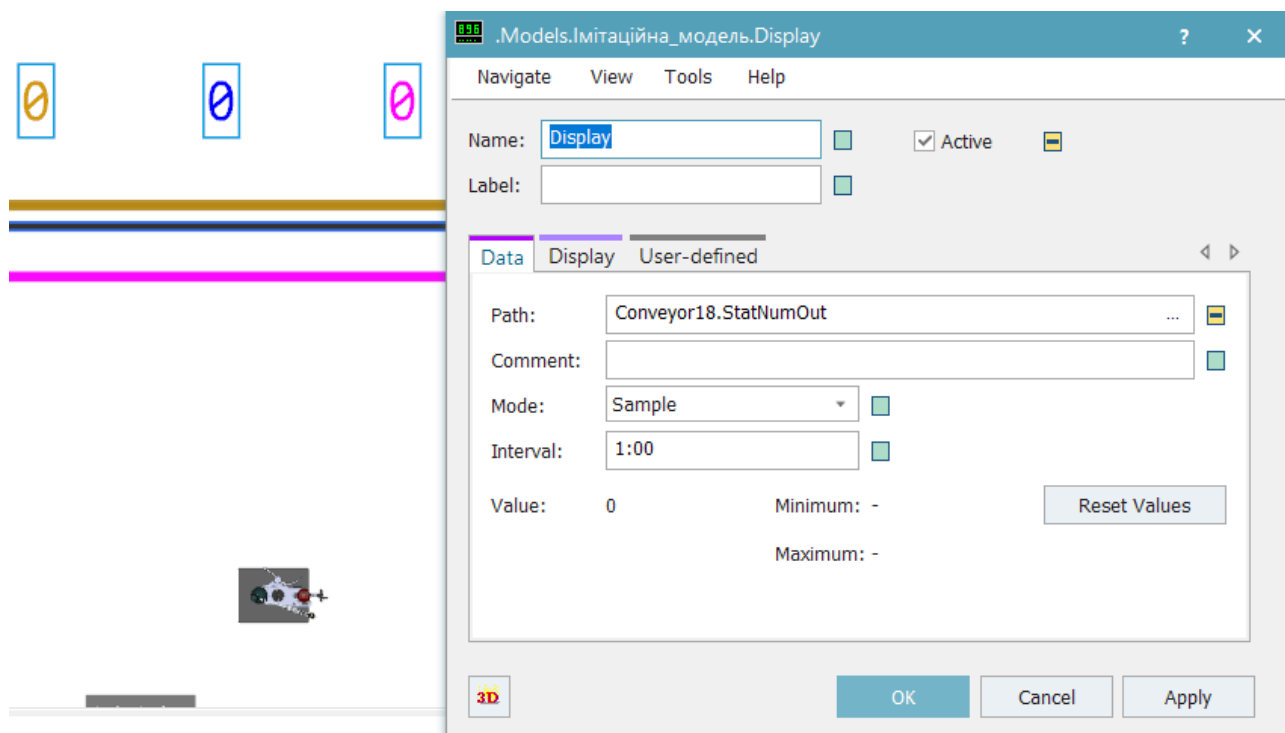 896
.Models.Імітаційна_модель.Display ? ×
Navigate View Tools Help
0 0 0
Name: Display Active
Label:
Data Display User-defined
Path: Conveyor18.StatNumOut ...
Comment:
Mode: Sample
Interval: 1:00
Value: 0 Minimum: - Reset Values
Maximum: -
3D OK Cancel Apply